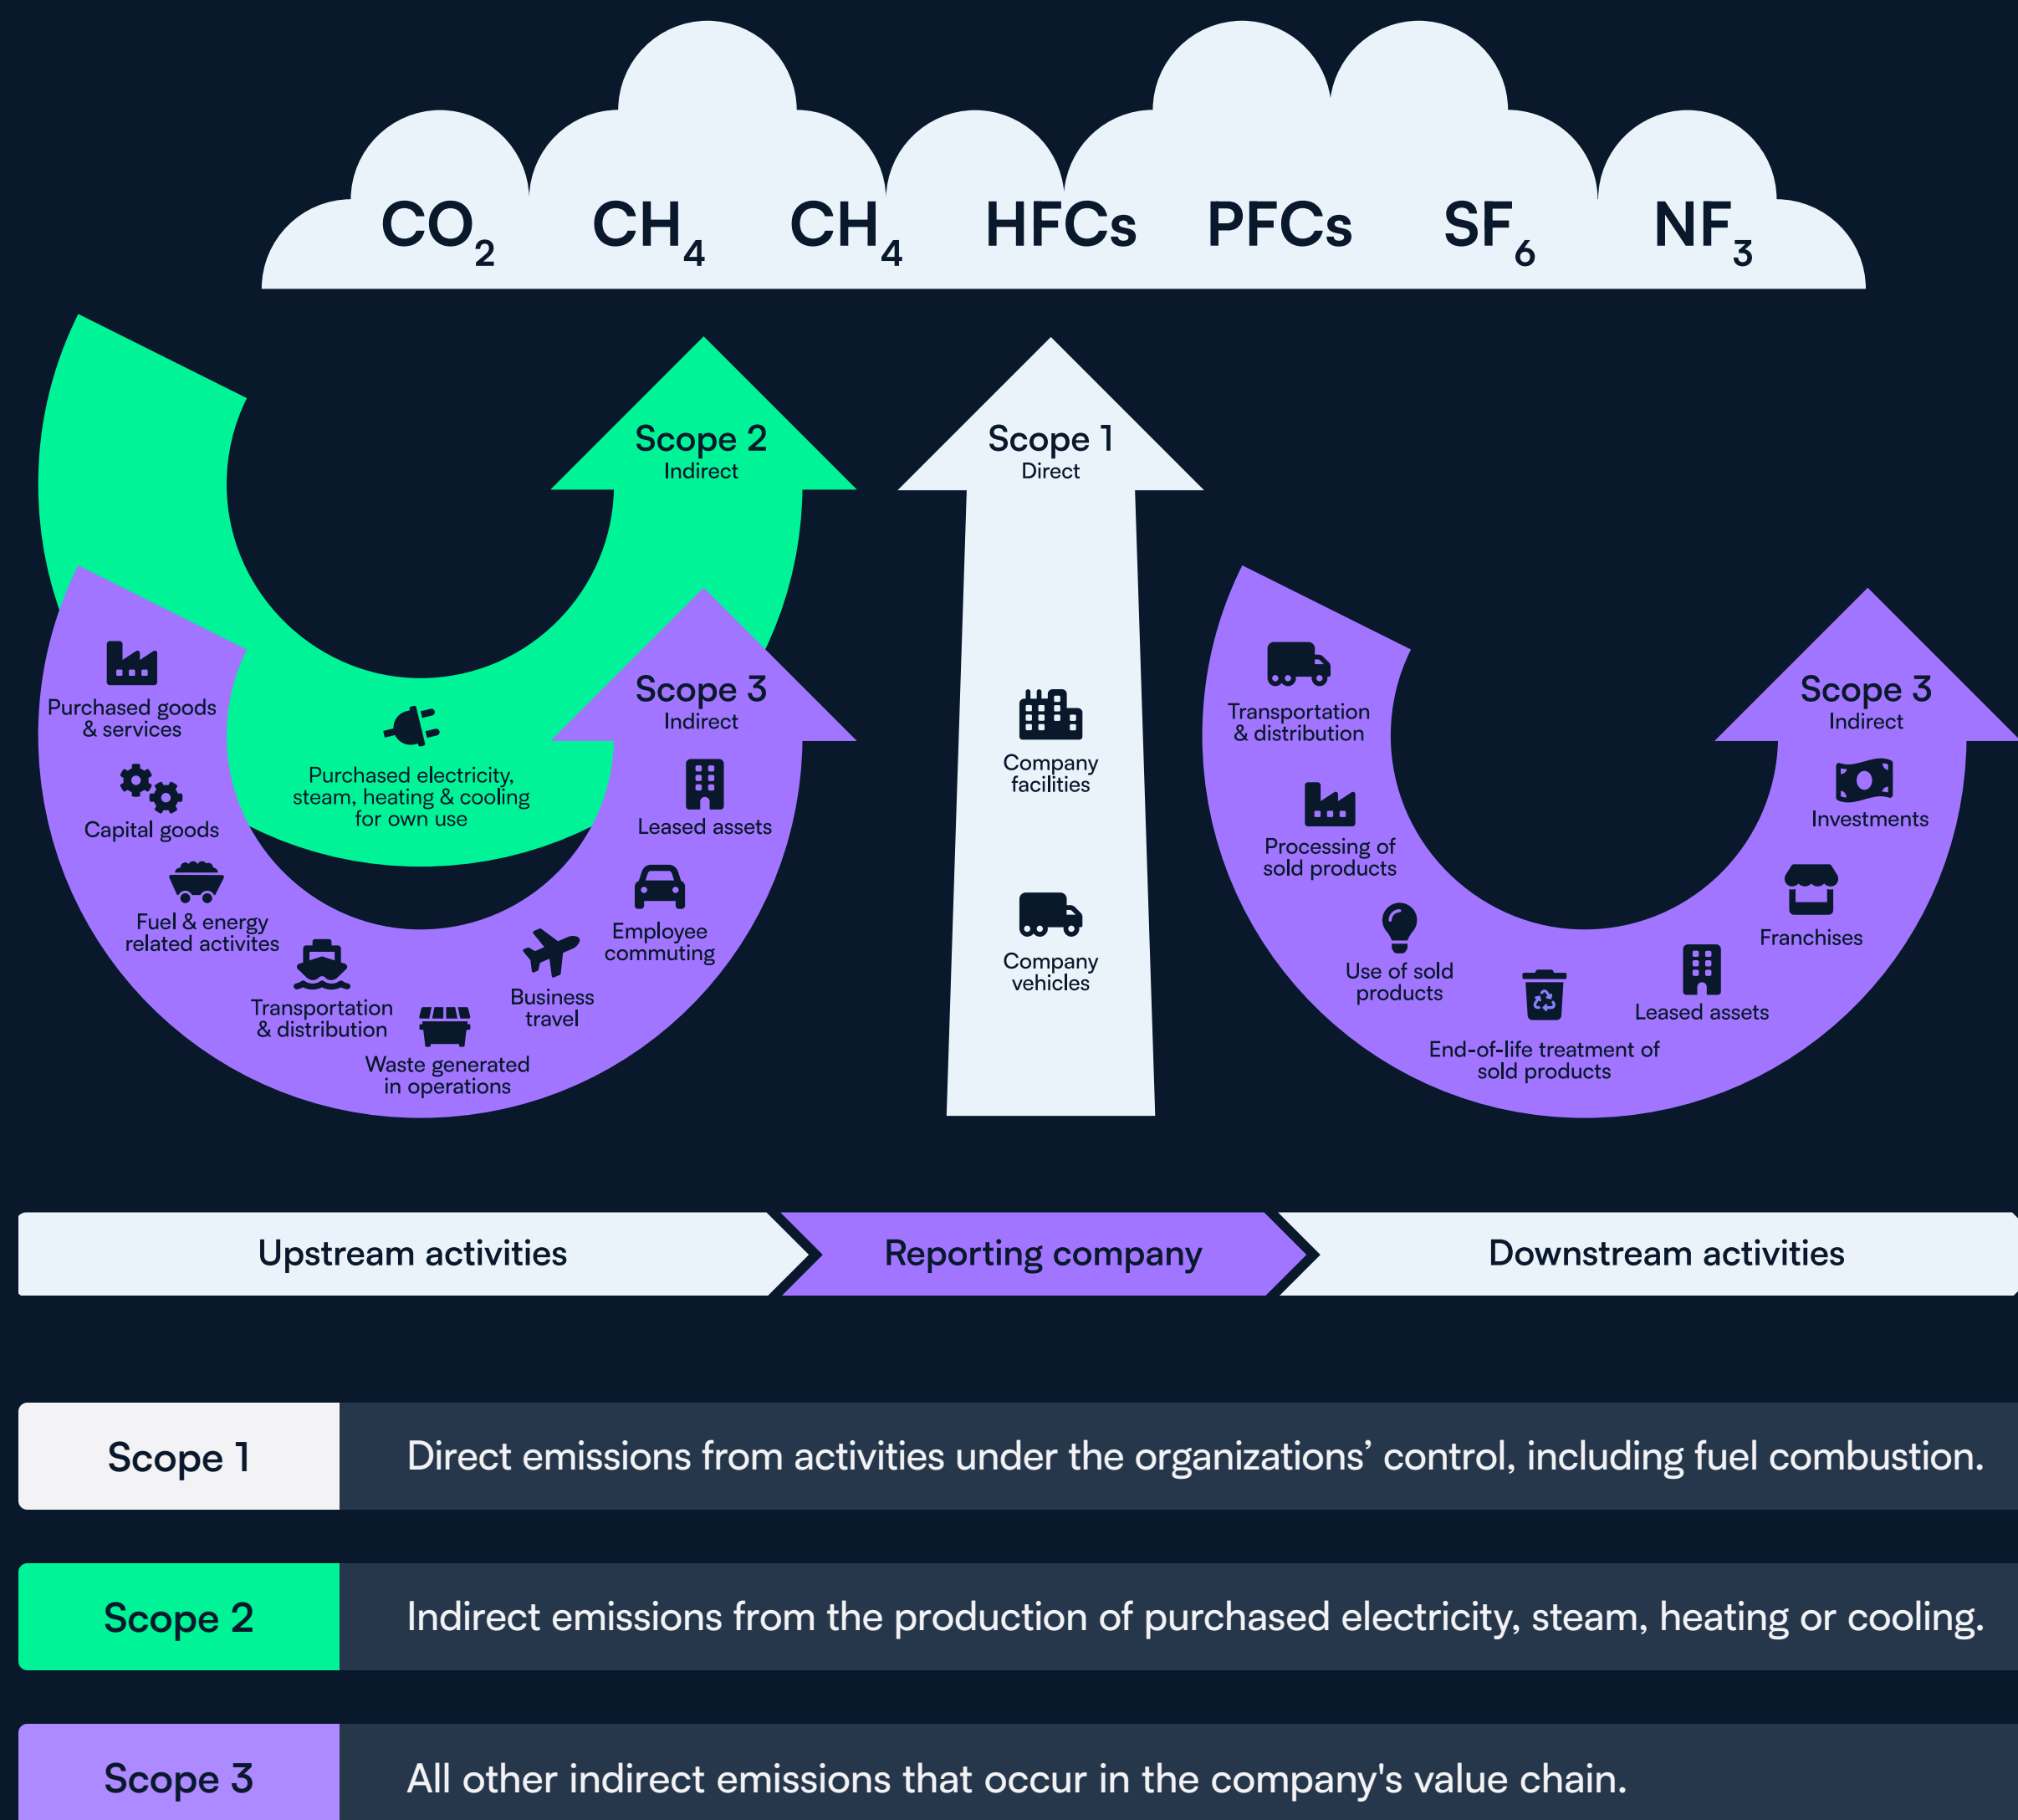 CO2 CH4 CH4 HFCs PFCs SF6 NF3
Scope 2
Indirect
Purchased electricity,
steam, heating & cooling
for own use
Scope 3
Indirect
Purchased goods
& services
Capital goods
Fuel & energy
related activites
Transportation
& distribution
Waste generated
in operations
Business
travel
Employee
commuting
Leased assets
Scope 1
Direct
Company
facilities
Company
vehicles
Scope 3
Indirect
Transportation
& distribution
Processing of
sold products
Use of sold
products
End-of-life treatment of
sold products
Leased assets
Franchises
Investments
Upstream activities
Reporting company
Downstream activities
Scope 1
Direct emissions from activities under the organizations’ control, including fuel combustion.
Scope 2
Indirect emissions from the production of purchased electricity, steam, heating or cooling.
Scope 3
All other indirect emissions that occur in the company's value chain.